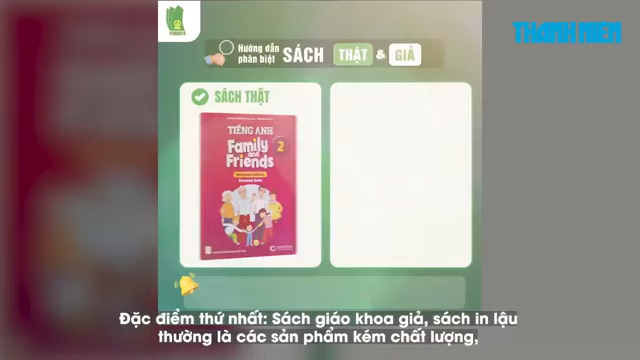 THANH NIÊN
Hướng dẫn
phân biệt
SÁCH THẬT & GIẢ
SÁCH THẬT
TIẾNG ANH 2
Family and
Friends
Đặc điểm thứ nhất: Sách giáo khoa giả, sách in lậu
thường là các sản phẩm kém chất lượng,